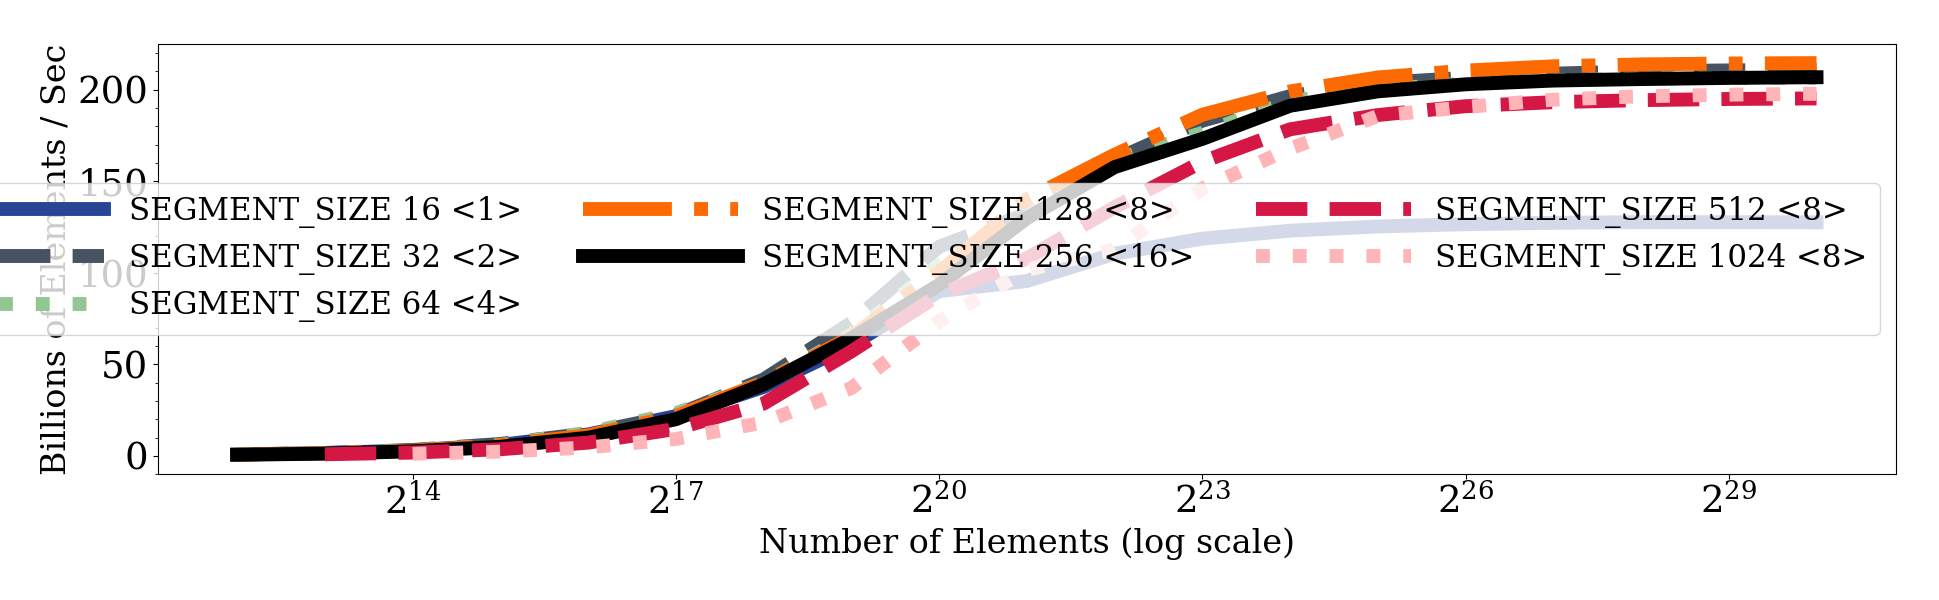 Billions of Elements / Sec
200
150
100
50
0
SEGMENT_SIZE 16 <1>
SEGMENT_SIZE 32 <2>
SEGMENT_SIZE 64 <4>
SEGMENT_SIZE 128 <8>
SEGMENT_SIZE 256 <16>
SEGMENT_SIZE 512 <8>
SEGMENT_SIZE 1024 <8>
2^14 2^17 2^20 2^23 2^26 2^29
Number of Elements (log scale)